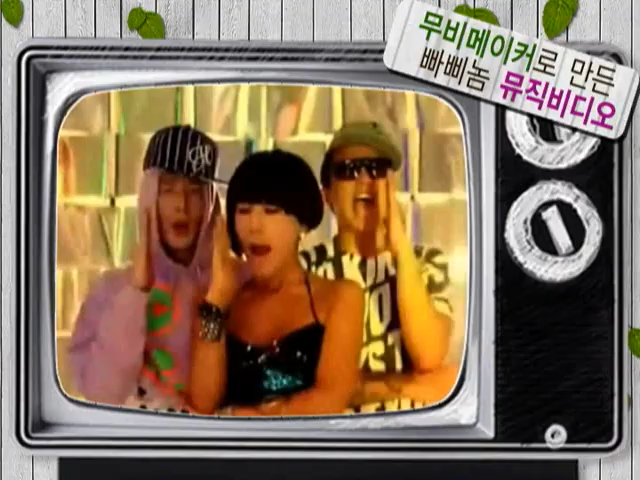 무비메이커로 만든
빠삐놈 뮤직비디오